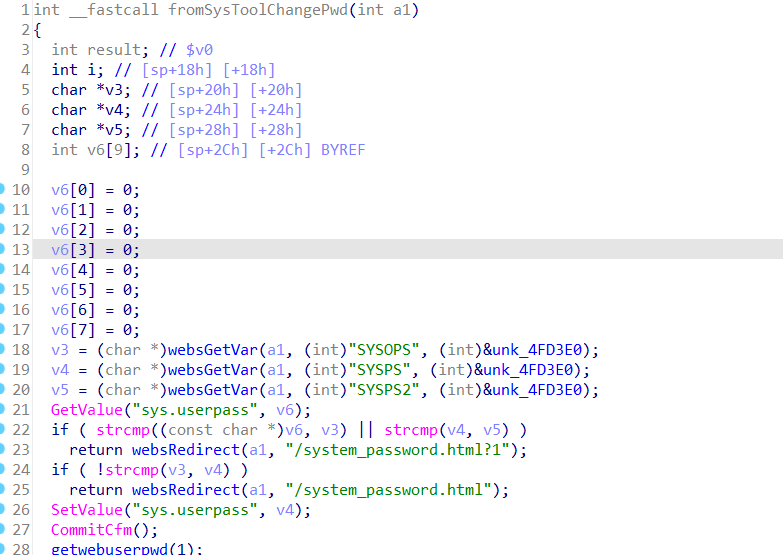 1 int __fastcall fromSysToolChangePwd(int a1)
2 {
3   int result; // $v0
4   int i; // [sp+18h] [+18h]
5   char *v3; // [sp+20h] [+20h]
6   char *v4; // [sp+24h] [+24h]
7   char *v5; // [sp+28h] [+28h]
8   int v6[9]; // [sp+2Ch] [+2Ch] BYREF
9
10   v6[0] = 0;
11   v6[1] = 0;
12   v6[2] = 0;
13   v6[3] = 0;
14   v6[4] = 0;
15   v6[5] = 0;
16   v6[6] = 0;
17   v6[7] = 0;
18   v3 = (char *)websGetVar(a1, (int)"SYSOPS", (int)&unk_4FD3E0);
19   v4 = (char *)websGetVar(a1, (int)"SYSPS", (int)&unk_4FD3E0);
20   v5 = (char *)websGetVar(a1, (int)"SYSPS2", (int)&unk_4FD3E0);
21   GetValue("sys.userpass", v6);
22   if ( strcmp((const char *)v6, v3) || strcmp(v4, v5) )
23     return websRedirect(a1, "/system_password.html?1");
24   if ( !strcmp(v3, v4) )
25     return websRedirect(a1, "/system_password.html");
26   SetValue("sys.userpass", v4);
27   CommitCfm();
28   getwebuserpwd(1);